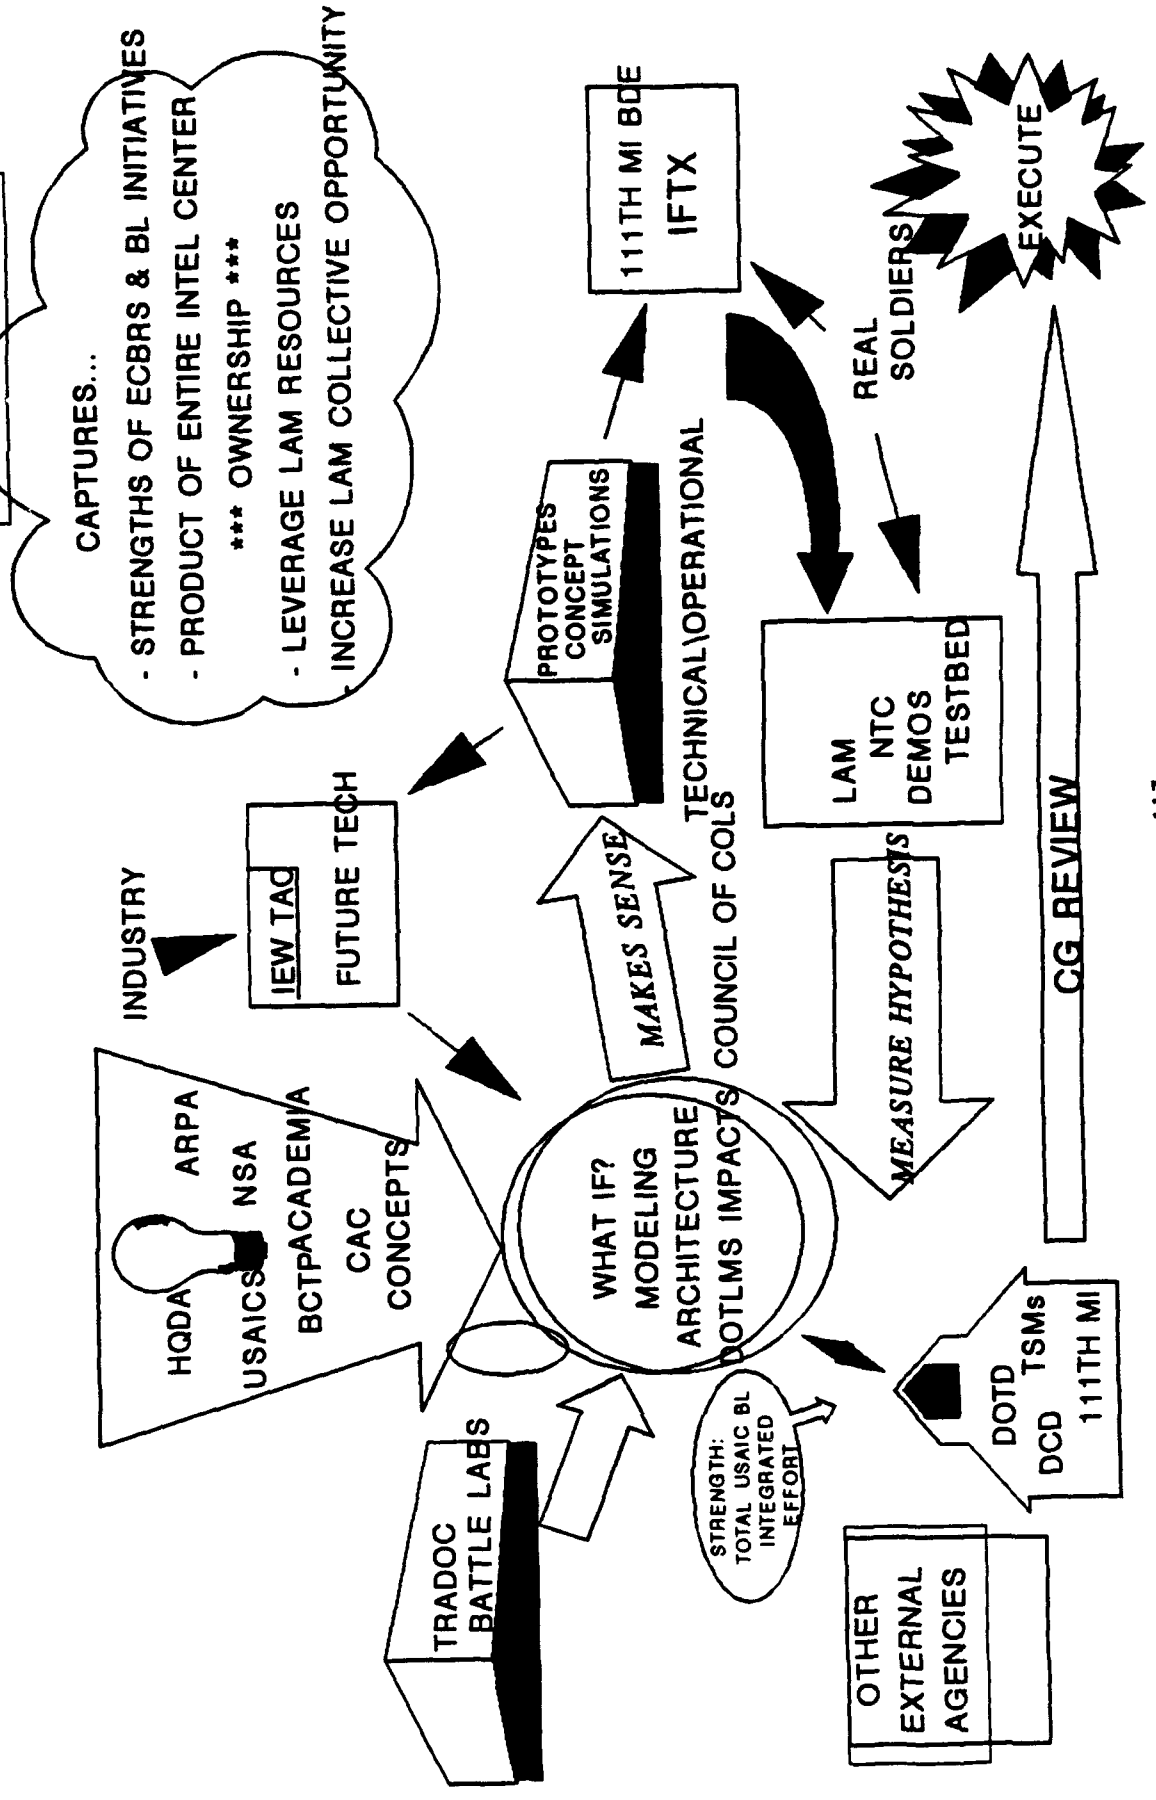 CAPTURES...
- STRENGTHS OF ECBRS & BL INITIATIVES
- PRODUCT OF ENTIRE INTEL CENTER
*** OWNERSHIP ***
- LEVERAGE LAM RESOURCES
- INCREASE LAM COLLECTIVE OPPORTUNITY
INDUSTRY
IEW TAO
FUTURE TECH
HQDA
ARPA
USAICS
NSA
BCTP
ACADEMIA
CAC
CONCEPTS
TRADOC
BATTLE LABS
WHAT IF?
MODELING
ARCHITECTURE
DOTLMS IMPACTS
MAKES SENSE
COUNCIL OF COLS
PROTOTYPES
CONCEPT
SIMULATIONS
TECHNICAL\OPERATIONAL
111TH MI BDE
IFTX
REAL
SOLDIERS
LAM
NTC
DEMOS
TESTBED
MEASURE HYPOTHESIS
STRENGTH:
TOTAL USAIC BL
INTEGRATED
EFFORT
OTHER
EXTERNAL
AGENCIES
DOTD
TSMs
DCD
111TH MI
CG REVIEW
EXECUTE